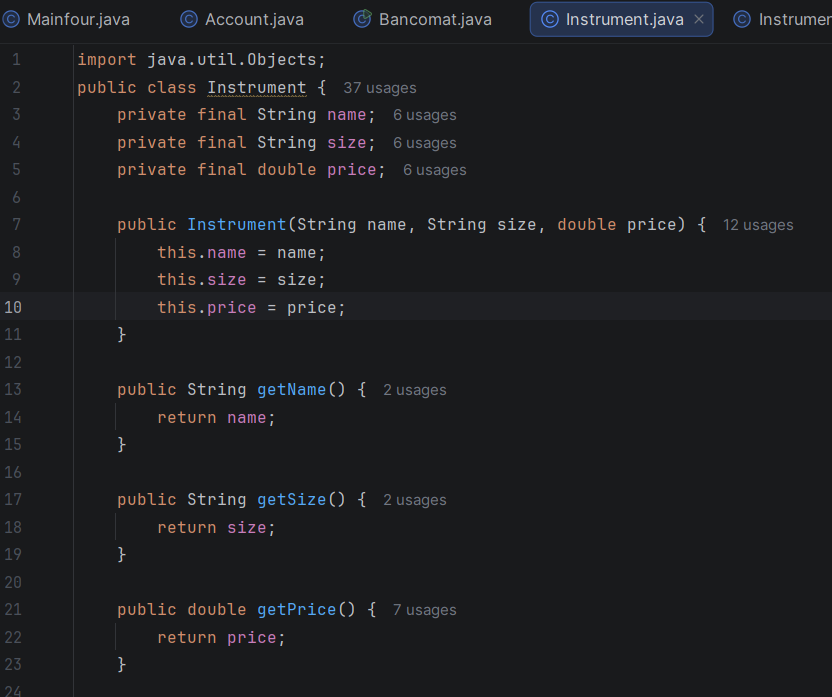 Mainfour.java Account.java Bancomat.java Instrument.java
1 import java.util.Objects;
2 public class Instrument { 37 usages
3 private final String name; 6 usages
4 private final String size; 6 usages
5 private final double price; 6 usages
6
7 public Instrument(String name, String size, double price) { 12 usages
8 this.name = name;
9 this.size = size;
10 this.price = price;
11 }
12
13 public String getName() { 2 usages
14 return name;
15 }
16
17 public String getSize() { 2 usages
18 return size;
19 }
20
21 public double getPrice() { 7 usages
22 return price;
23 }
24